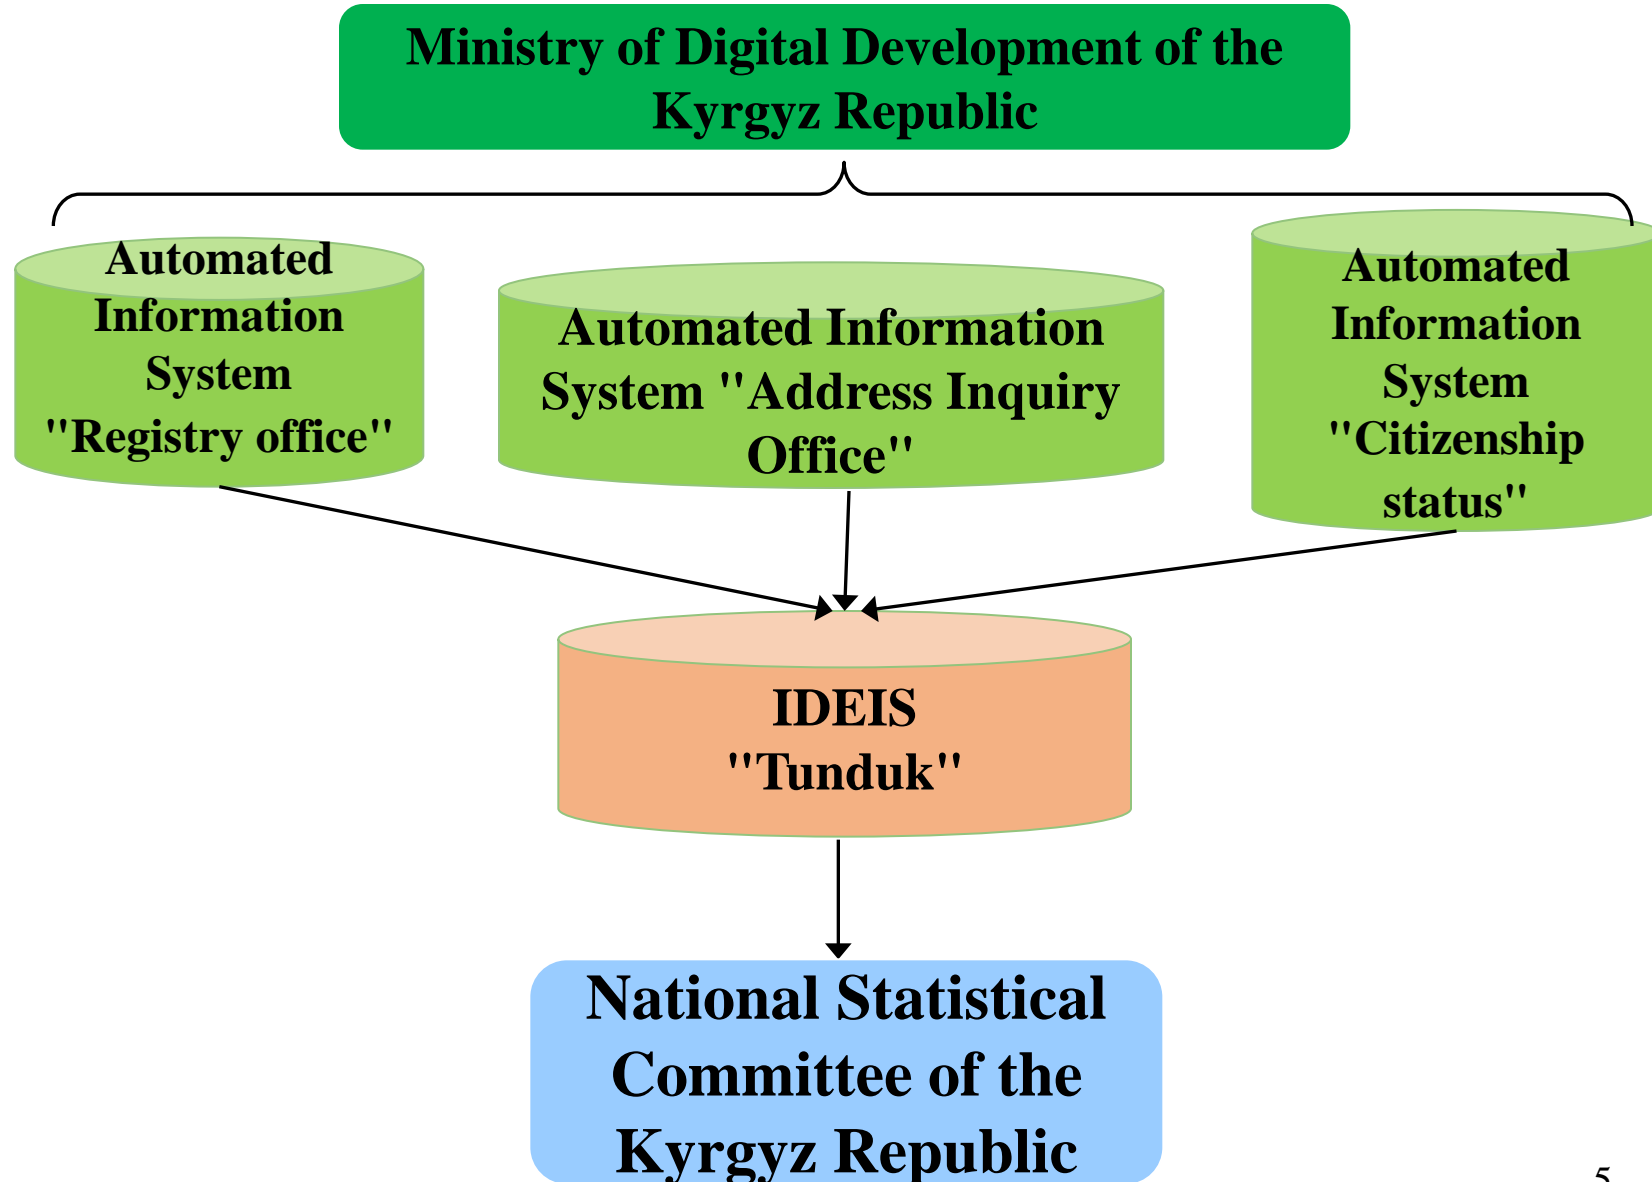 Ministry of Digital Development of the
Kyrgyz Republic
Automated
Information
System
"Registry office"
Automated Information
System "Address Inquiry
Office"
Automated
Information
System
"Citizenship
status"
IDEIS
"Tunduk"
National Statistical
Committee of the
Kyrgyz Republic
5